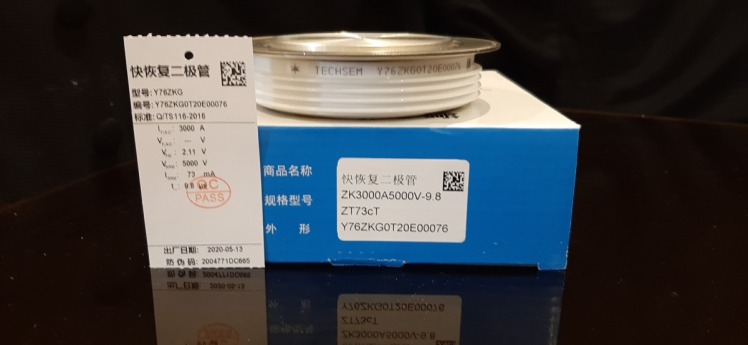 快恢复二极管
型号: Y76ZKG
编号: Y76ZKG0T20E00076
标准: Q/TS116-2016
3000 A
--- V
2.11 V
5000 V
73 mA
9.8 us
QC
PASS
出厂日期: 2020-05-13
防伪码: 2004771DC665
TECHSEM Y76ZKG0T20E00076
商品名称
规格型号
外 形
快恢复二极管
ZK3000A5000V-9.8
ZT73cT
Y76ZKG0T20E00076